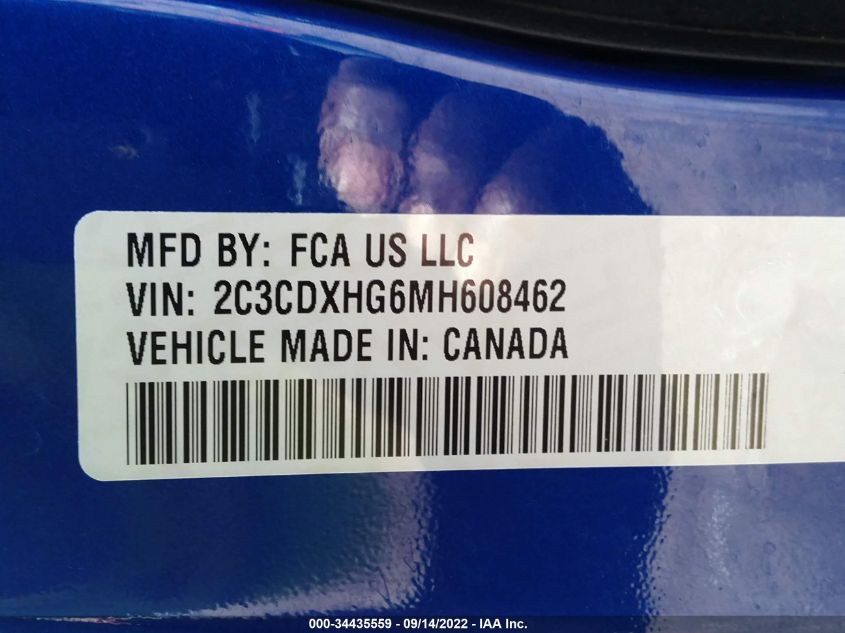 MFD BY: FCA US LLC
VIN: 2C3CDXHG6MH608462
VEHICLE MADE IN: CANADA
000-34435559 - 09/14/2022 - IAA Inc.